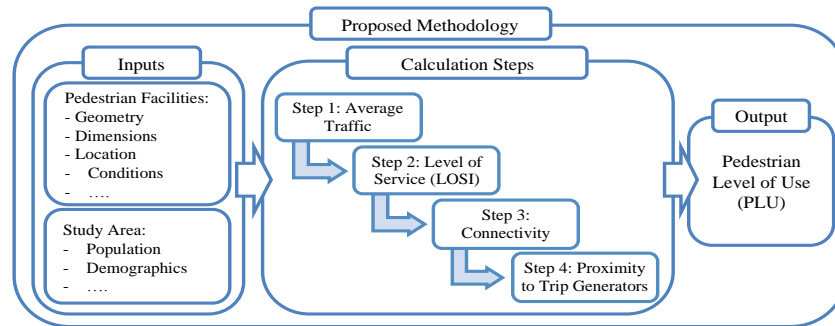 Proposed Methodology
Inputs
Pedestrian Facilities:
- Geometry
- Dimensions
- Location
- Conditions
- ....
Study Area:
- Population
- Demographics
- ....
Calculation Steps
Step 1: Average
Traffic
Step 2: Level of
Service (LOSI)
Step 3:
Connectivity
Step 4: Proximity
to Trip Generators
Output
Pedestrian
Level of Use
(PLU)